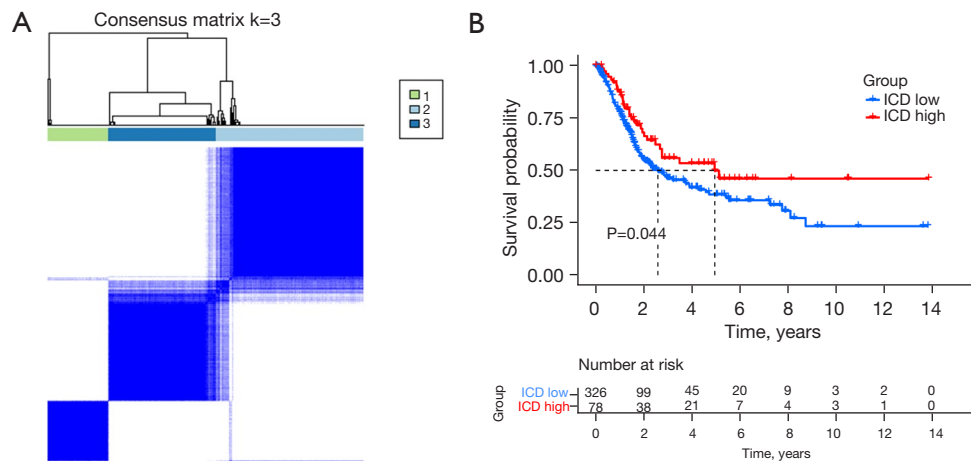 A
Consensus matrix k=3
1
2
3
B
Survival probability
1.00
0.75
0.50
0.25
0.00
Group
ICD low
ICD high
P=0.044
0 2 4 6 8 10 12 14
Time, years
Number at risk
Group
ICD low 326 99 45 20 9 3 2 0
ICD high 78 38 21 7 4 3 1 0
0 2 4 6 8 10 12 14
Time, years